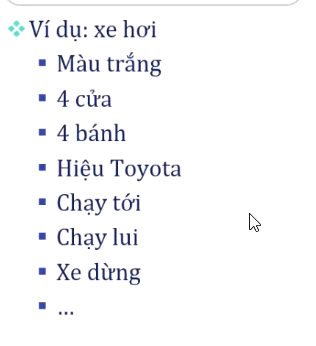 Ví dụ: xe hơi
Màu trắng
4 cửa
4 bánh
Hiệu Toyota
Chạy tới
Chạy lui
Xe dừng
...